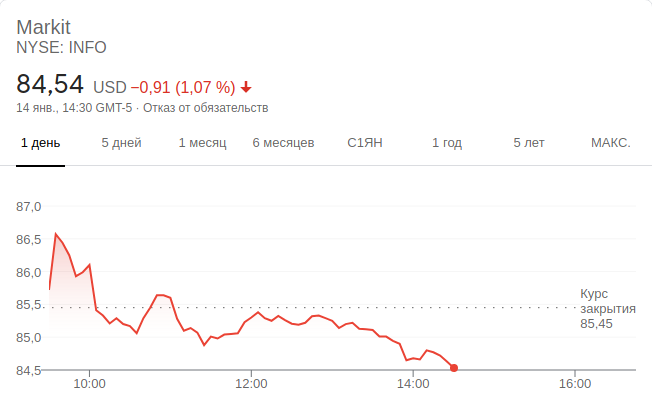 Markit
NYSE: INFO
84,54 USD −0,91 (1,07 %)
14 янв., 14:30 GMT-5 · Отказ от обязательств
1 день 5 дней 1 месяц 6 месяцев С1ЯН 1 год 5 лет МАКС.
87,0
86,5
86,0
85,5
85,0
84,5
Курс
закрытия
85,45
10:00 12:00 14:00 16:00